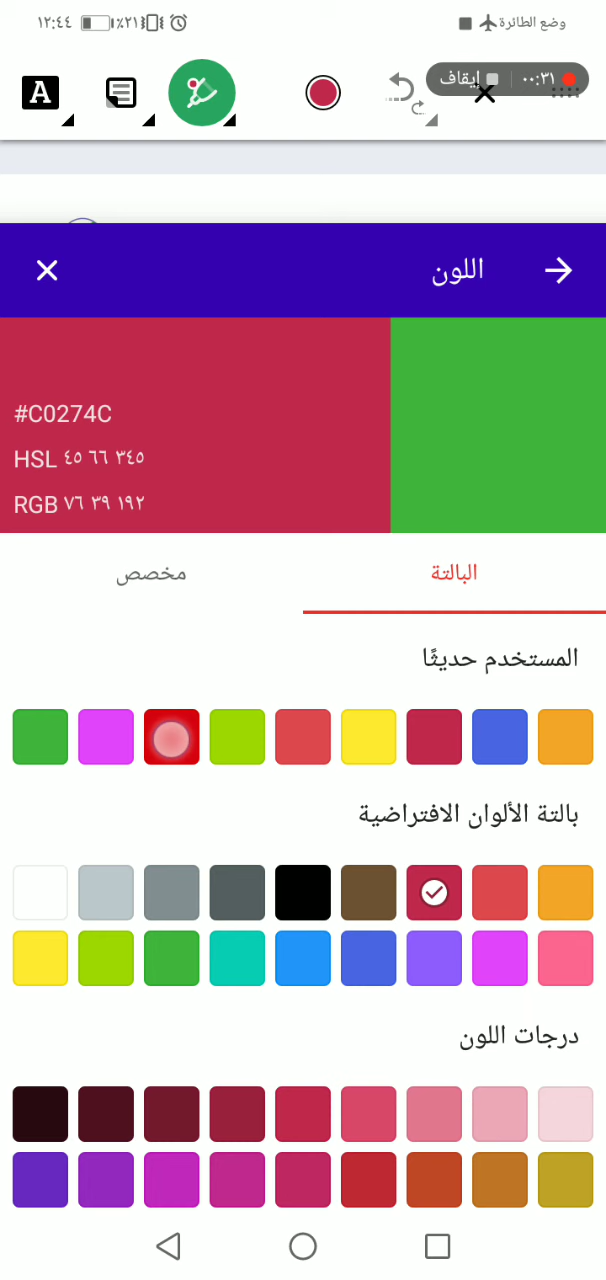 وضع الطائرة ١٢:٤٤ ٪٢١
A إيقاف ٠٠:٣١
اللون
#C0274C
HSL ٣٤٥ ٦٦ ٤٥
RGB ١٩٢ ٣٩ ٧٦
البالتة مخصص
المستخدم حديثًا
بالتة الألوان الافتراضية
درجات اللون